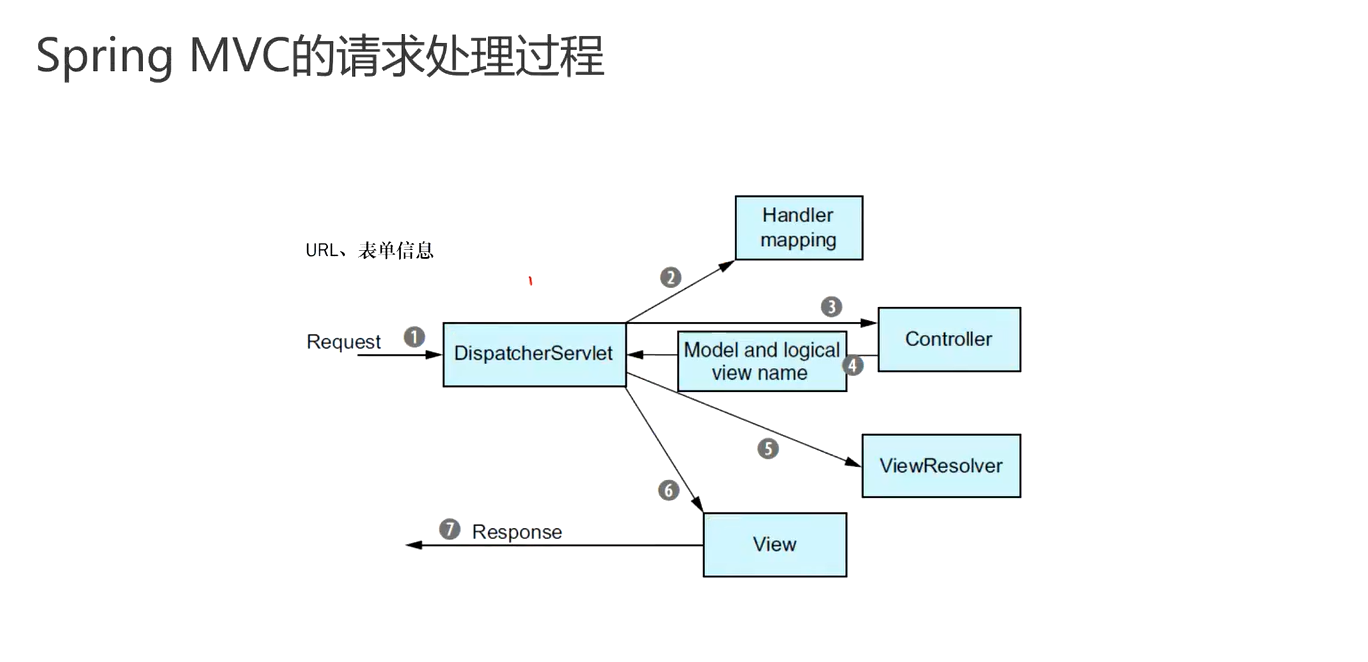 Spring MVC的请求处理过程
URL、表单信息
Handler
mapping
2
3
Request
1
DispatcherServlet
Model and logical
view name
4
Controller
5
ViewResolver
6
7
Response
View